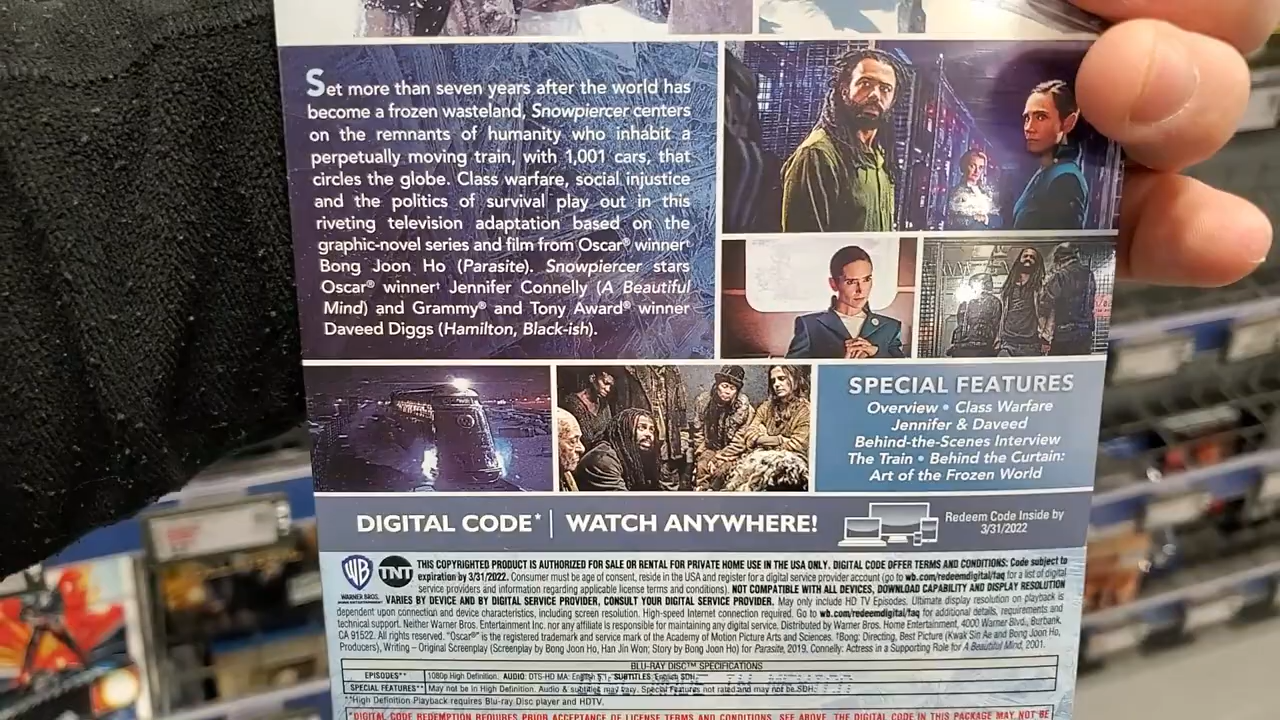 Set more than seven years after the world has
become a frozen wasteland, Snowpiercer centers
on the remnants of humanity who inhabit a
perpetually moving train, with 1,001 cars, that
circles the globe. Class warfare, social injustice
and the politics of survival play out in this
riveting television adaptation based on the
graphic-novel series and film from Oscar® winner†
Bong Joon Ho (Parasite). Snowpiercer stars
Oscar® winner† Jennifer Connelly (A Beautiful
Mind) and Grammy® and Tony Award® winner
Daveed Diggs (Hamilton, Black-ish).
SPECIAL FEATURES
Overview • Class Warfare
Jennifer & Daveed
Behind-the-Scenes Interview
The Train • Behind the Curtain:
Art of the Frozen World
DIGITAL CODE* | WATCH ANYWHERE!
Redeem Code Inside by
3/31/2022
WB
WARNER BROS.
TNT
THIS COPYRIGHTED PRODUCT IS AUTHORIZED FOR SALE OR RENTAL FOR PRIVATE HOME USE IN THE USA ONLY. DIGITAL CODE OFFER TERMS AND CONDITIONS: Code subject to
expiration by 3/31/2022. Consumer must be age of consent, reside in the USA and register for a digital service provider account (go to wb.com/redeemdigital/faq for a list of digital
service providers and information regarding applicable license terms and conditions). NOT COMPATIBLE WITH ALL DEVICES, DOWNLOAD CAPABILITY AND DISPLAY RESOLUTION
VARIES BY DEVICE AND BY DIGITAL SERVICE PROVIDER, CONSULT YOUR DIGITAL SERVICE PROVIDER. May only include HD TV Episodes. Ultimate display resolution on playback is
dependent upon connection and device characteristics, including screen resolution. High-speed Internet connection required. Go to wb.com/redeemdigital/faq for additional details, requirements and
technical support. Neither Warner Bros. Entertainment Inc. nor any affiliate is responsible for maintaining any digital service. Distributed by Warner Bros. Home Entertainment, 4000 Warner Blvd., Burbank,
CA 91522. All rights reserved. "Oscar®" is the registered trademark and service mark of the Academy of Motion Picture Arts and Sciences. †Bong: Directing, Best Picture (Kwak Sin Ae and Bong Joon Ho,
Producers), Writing – Original Screenplay (Screenplay by Bong Joon Ho, Han Jin Won; Story by Bong Joon Ho) for Parasite, 2019. Connelly: Actress in a Supporting Role for A Beautiful Mind, 2001.
BLU-RAY DISC™ SPECIFICATIONS
EPISODES** 1080p High Definition. AUDIO: DTS-HD MA: English 5.1; SUBTITLES: English SDH.
SPECIAL FEATURES** May not be in High Definition. Audio & subtitles may vary. Special Features not rated and may not be SDH.
**High Definition Playback requires Blu-ray Disc player and HDTV.
*DIGITAL CODE REDEMPTION REQUIRES PRIOR ACCEPTANCE OF LICENSE TERMS AND CONDITIONS. SEE ABOVE. THE DIGITAL CODE IN THIS PACKAGE MAY NOT BE